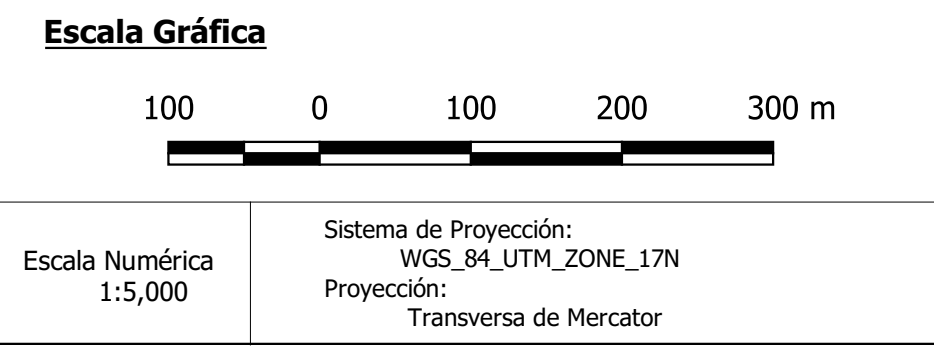 Escala Gráfica
100 0 100 200 300 m
Escala Numérica
1:5,000
Sistema de Proyección:
WGS_84_UTM_ZONE_17N
Proyección:
Transversa de Mercator